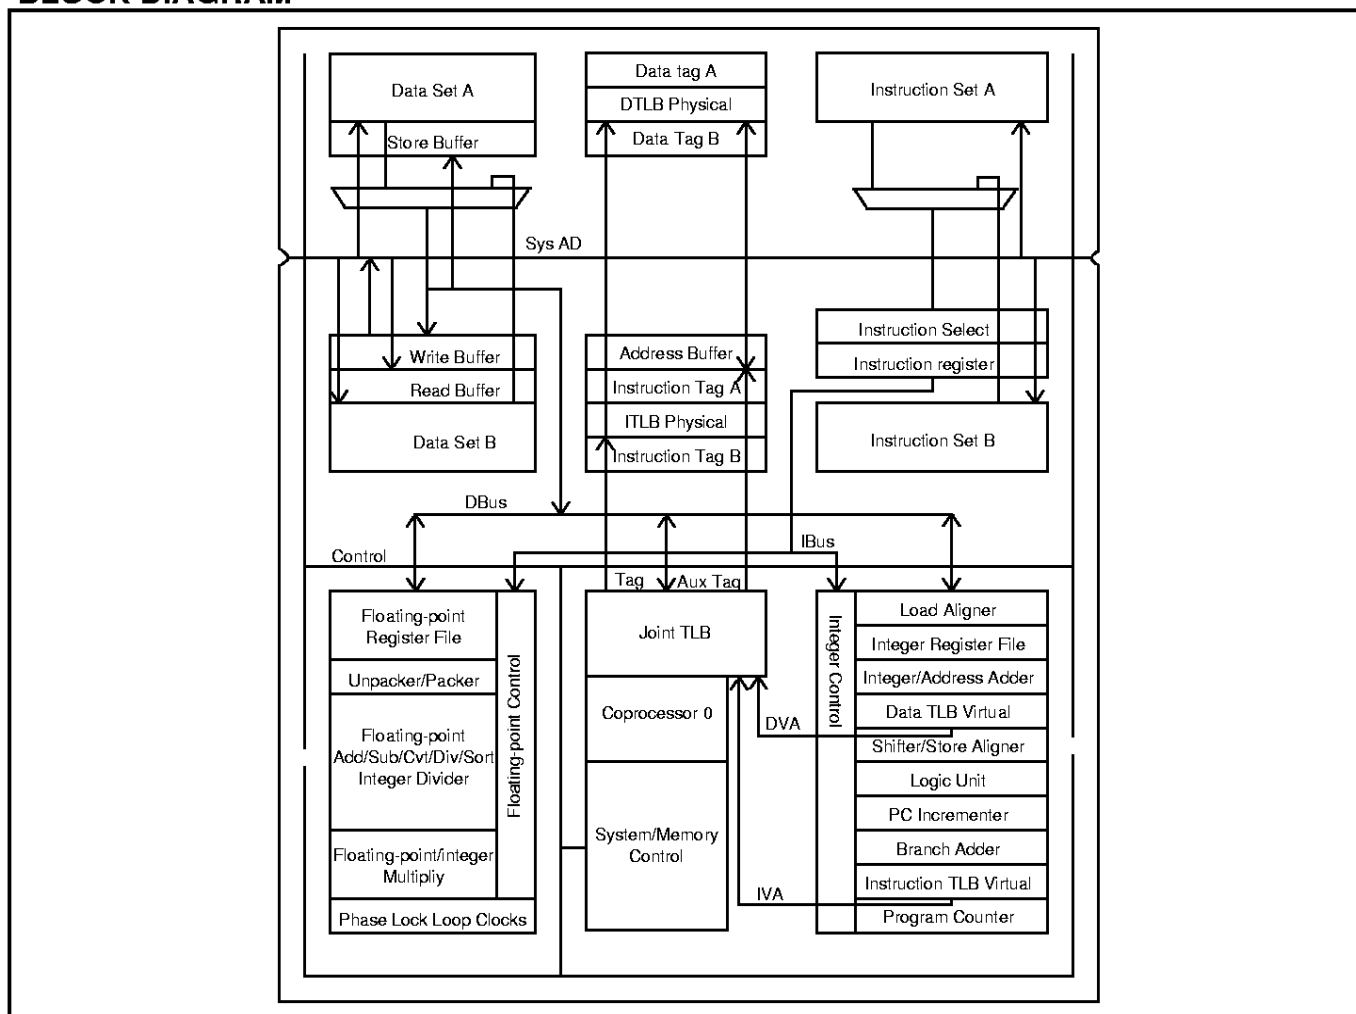 BLOCK DIAGRAM
Data Set A
Store Buffer
Data tag A
DTLB Physical
Data Tag B
Instruction Set A
Sys AD
Write Buffer
Read Buffer
Data Set B
Address Buffer
Instruction Tag A
ITLB Physical
Instruction Tag B
Instruction Select
Instruction register
Instruction Set B
DBus
IBus
Control
Tag
Aux Tag
Floating-point
Register File
Unpacker/Packer
Floating-point
Add/Sub/Cvt/Div/Sort
Integer Divider
Floating-point/integer
Multipliy
Floating-point Control
Phase Lock Loop Clocks
Joint TLB
Coprocessor 0
System/Memory
Control
DVA
IVA
Integer Control
Load Aligner
Integer Register File
Integer/Address Adder
Data TLB Virtual
Shifter/Store Aligner
Logic Unit
PC Incrementer
Branch Adder
Instruction TLB Virtual
Program Counter